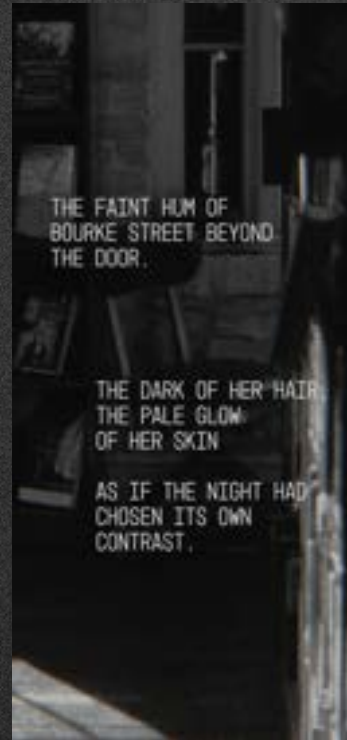 THE FAINT HUM OF
BOURKE STREET BEYOND
THE DOOR.
THE DARK OF HER HAIR
THE PALE GLOW
OF HER SKIN
AS IF THE NIGHT HAD
CHOSEN ITS OWN
CONTRAST.